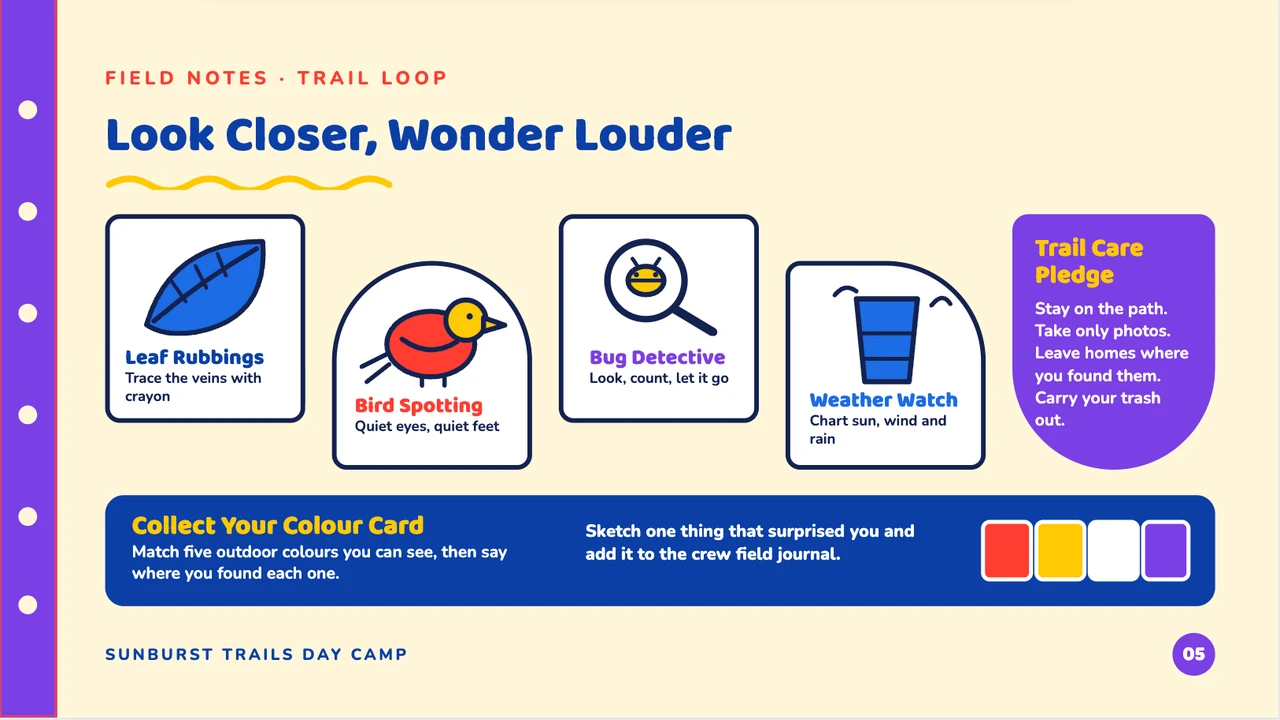 FIELD NOTES · TRAIL LOOP
Look Closer, Wonder Louder
Leaf Rubbings
Trace the veins with
crayon
Bird Spotting
Quiet eyes, quiet feet
Bug Detective
Look, count, let it go
Weather Watch
Chart sun, wind and
rain
Trail Care
Pledge
Stay on the path.
Take only photos.
Leave homes where
you found them.
Carry your trash
out.
Collect Your Colour Card
Match five outdoor colours you can see, then say
where you found each one.
Sketch one thing that surprised you and
add it to the crew field journal.
SUNBURST TRAILS DAY CAMP
05